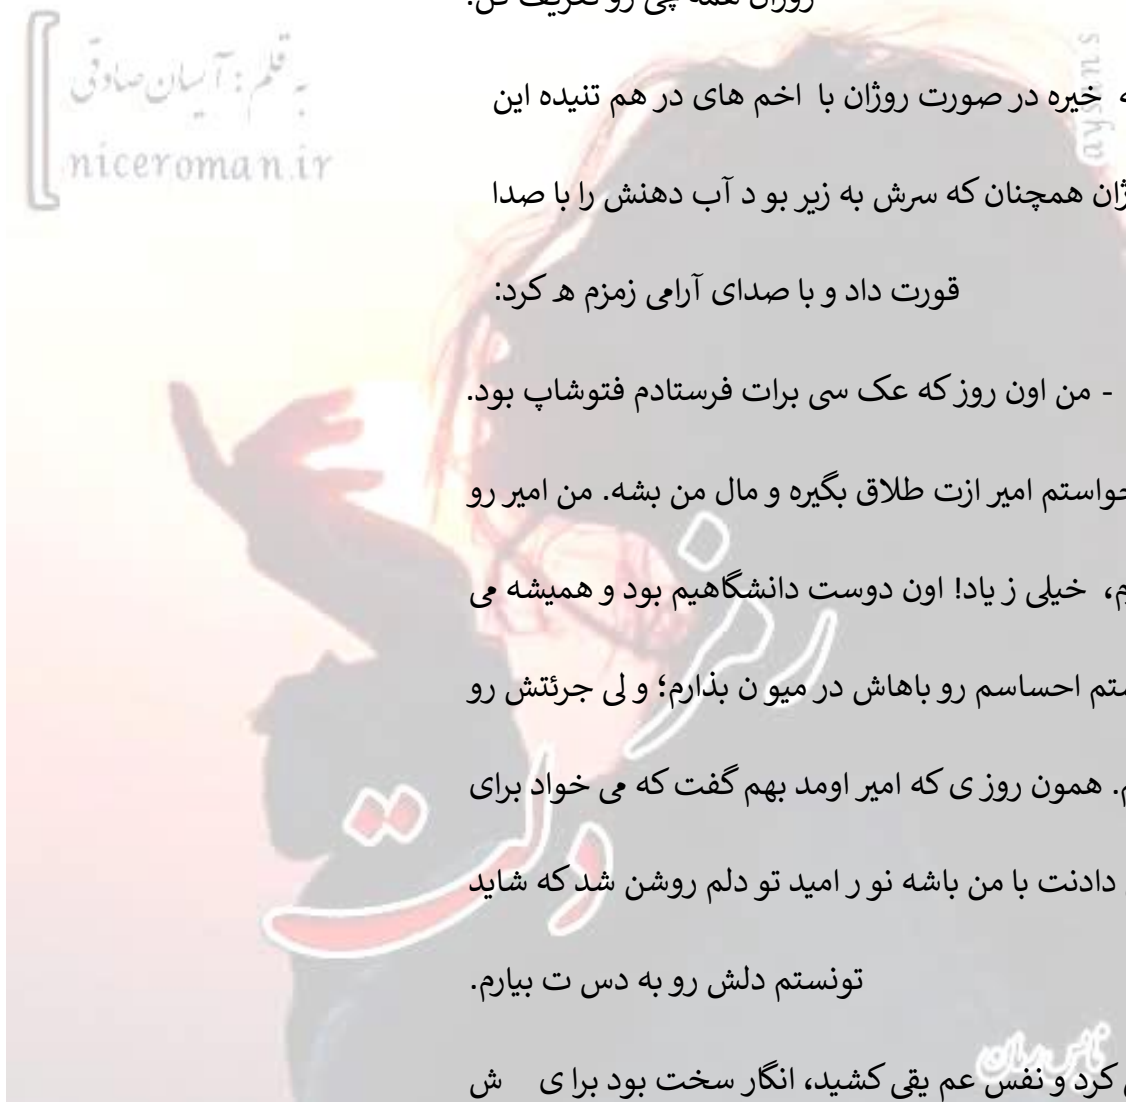 به قلم : آیسان صادقی
niceroman.ir
aysan.s
همه چی رو تعریف کن.
خیره در صورت روژان با اخم های در هم تنیده این
همچنان که سرش به زیر بو د آب دهنش را با صدا
قورت داد و با صدای آرامی زمزم ه کرد:
- من اون روز که عک سی برات فرستادم فتوشاپ بود.
امیر ازت طلاق بگیره و مال من بشه. من امیر رو
خیلی ز یاد! اون دوست دانشگاهیم بود و همیشه می
احساسم رو باهاش در میو ن بذارم؛ و لی جرئتش رو
همون روز ی که امیر اومد بهم گفت که می خواد برای
دادنت با من باشه نو ر امید تو دلم روشن شد که شاید
تونستم دلش رو به دس ت بیارم.
کرد و نفس عم یقی کشید، انگار سخت بود برا ی ش
رمز
دلت
نایس رمان